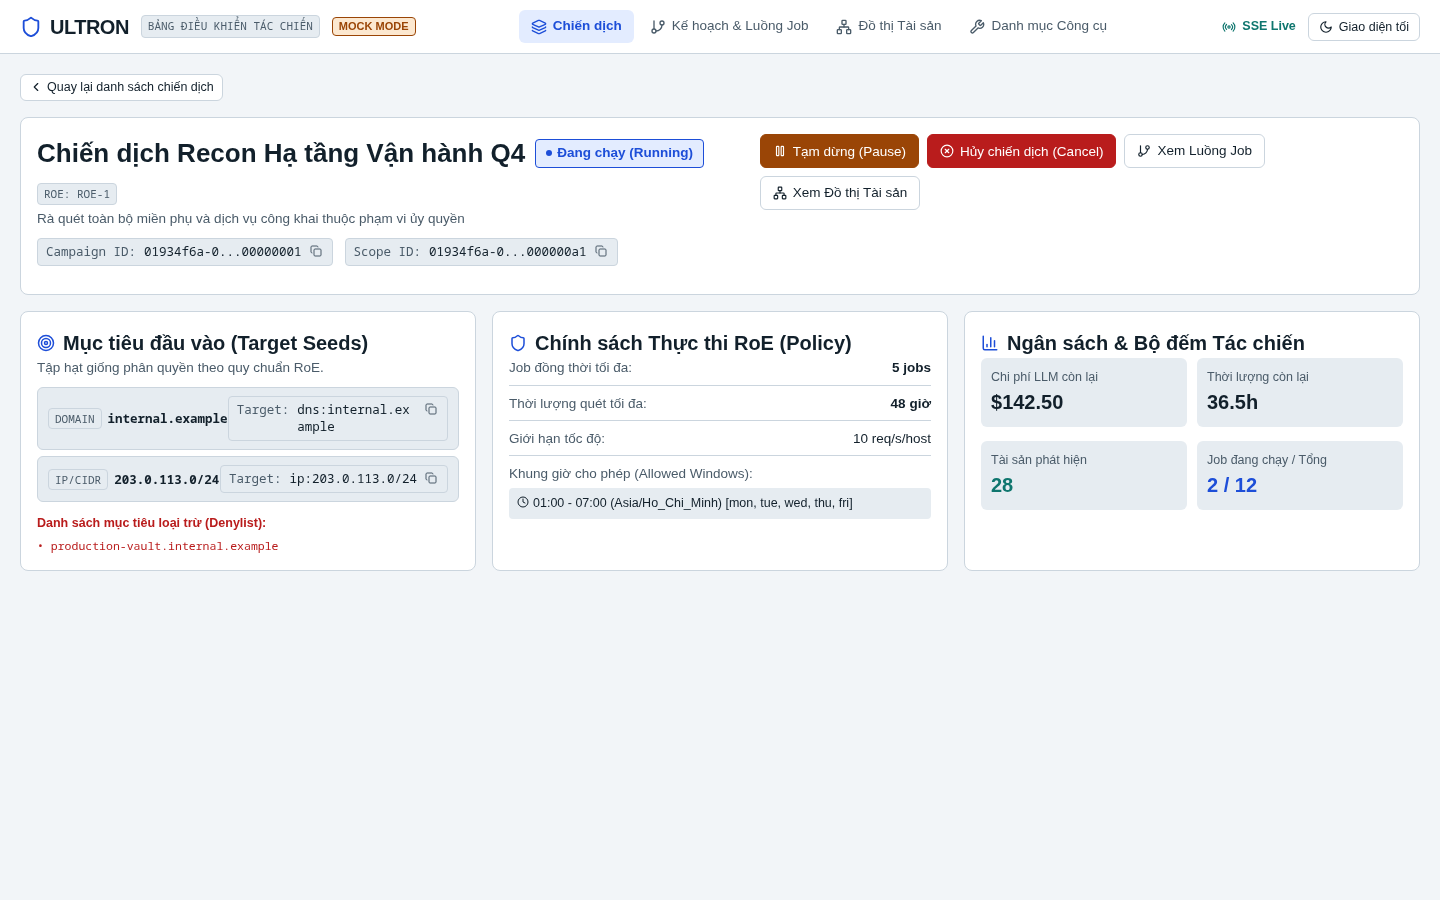 ULTRON
BẢNG ĐIỀU KHIỂN TÁC CHIẾN
MOCK MODE
Chiến dịch
Kế hoạch & Luồng Job
Đồ thị Tài sản
Danh mục Công cụ
SSE Live
Giao diện tối
Quay lại danh sách chiến dịch
Chiến dịch Recon Hạ tầng Vận hành Q4
Đang chạy (Running)
ROE: ROE-1
Rà quét toàn bộ miền phụ và dịch vụ công khai thuộc phạm vi ủy quyền
Campaign ID: 01934f6a-0...00000001
Scope ID: 01934f6a-0...000000a1
Tạm dừng (Pause)
Hủy chiến dịch (Cancel)
Xem Luồng Job
Xem Đồ thị Tài sản
Mục tiêu đầu vào (Target Seeds)
Tập hạt giống phân quyền theo quy chuẩn RoE.
DOMAIN internal.example
Target: dns:internal.ex
ample
IP/CIDR 203.0.113.0/24
Target: ip:203.0.113.0/24
Danh sách mục tiêu loại trừ (Denylist):
• production-vault.internal.example
Chính sách Thực thi RoE (Policy)
Job đồng thời tối đa: 5 jobs
Thời lượng quét tối đa: 48 giờ
Giới hạn tốc độ: 10 req/s/host
Khung giờ cho phép (Allowed Windows):
01:00 - 07:00 (Asia/Ho_Chi_Minh) [mon, tue, wed, thu, fri]
Ngân sách & Bộ đếm Tác chiến
Chi phí LLM còn lại
$142.50
Thời lượng còn lại
36.5h
Tài sản phát hiện
28
Job đang chạy / Tổng
2 / 12